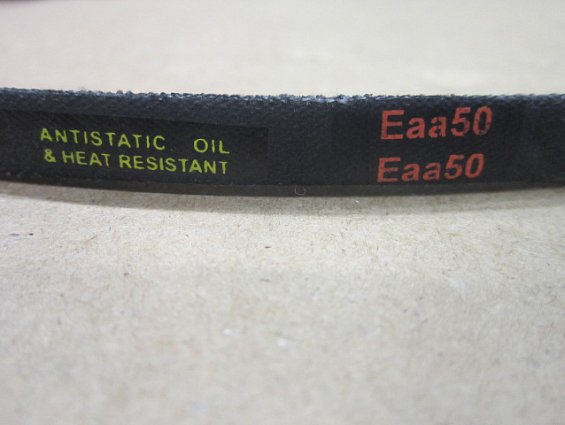 ANTISTATIC OIL
& HEAT RESISTANT
Eaa50
Eaa50